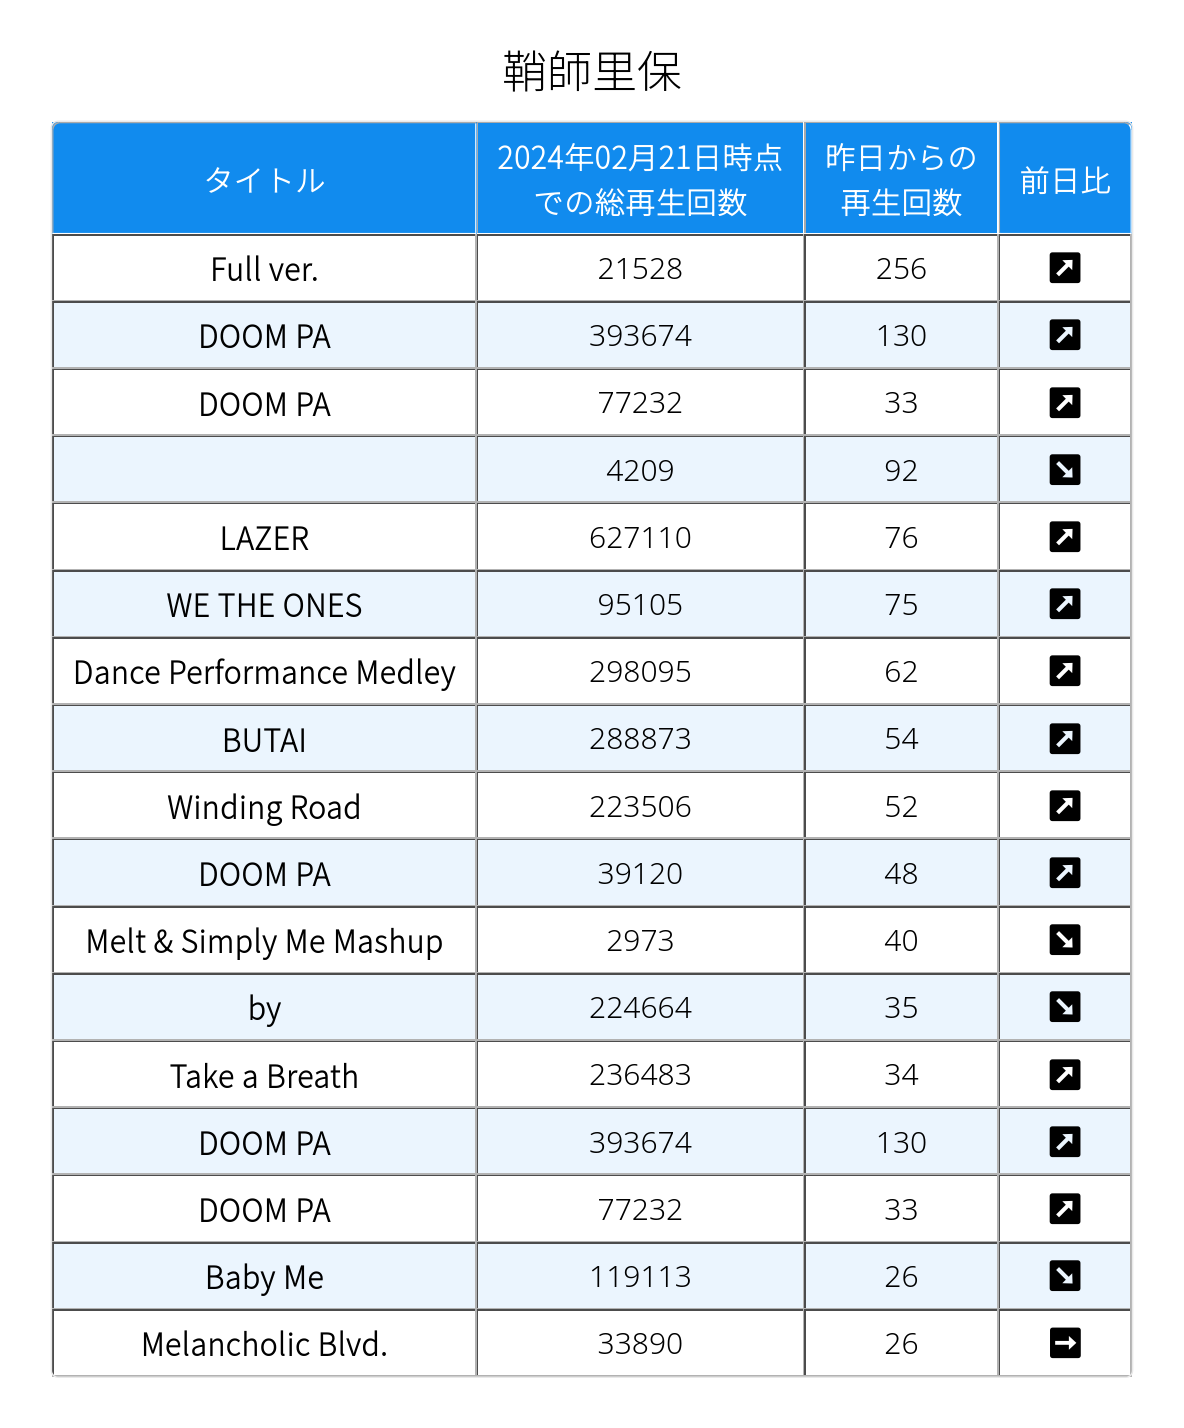 鞘師里保
タイトル 2024年02月21日時点 昨日からの 前日比
での総再生回数 再生回数
Full ver. 21528 256 ↗
DOOM PA 393674 130 ↗
DOOM PA 77232 33 ↗
4209 92 ↘
LAZER 627110 76 ↗
WE THE ONES 95105 75 ↗
Dance Performance Medley 298095 62 ↗
BUTAI 288873 54 ↗
Winding Road 223506 52 ↗
DOOM PA 39120 48 ↗
Melt & Simply Me Mashup 2973 40 ↘
by 224664 35 ↘
Take a Breath 236483 34 ↗
DOOM PA 393674 130 ↗
DOOM PA 77232 33 ↗
Baby Me 119113 26 ↘
Melancholic Blvd. 33890 26 →